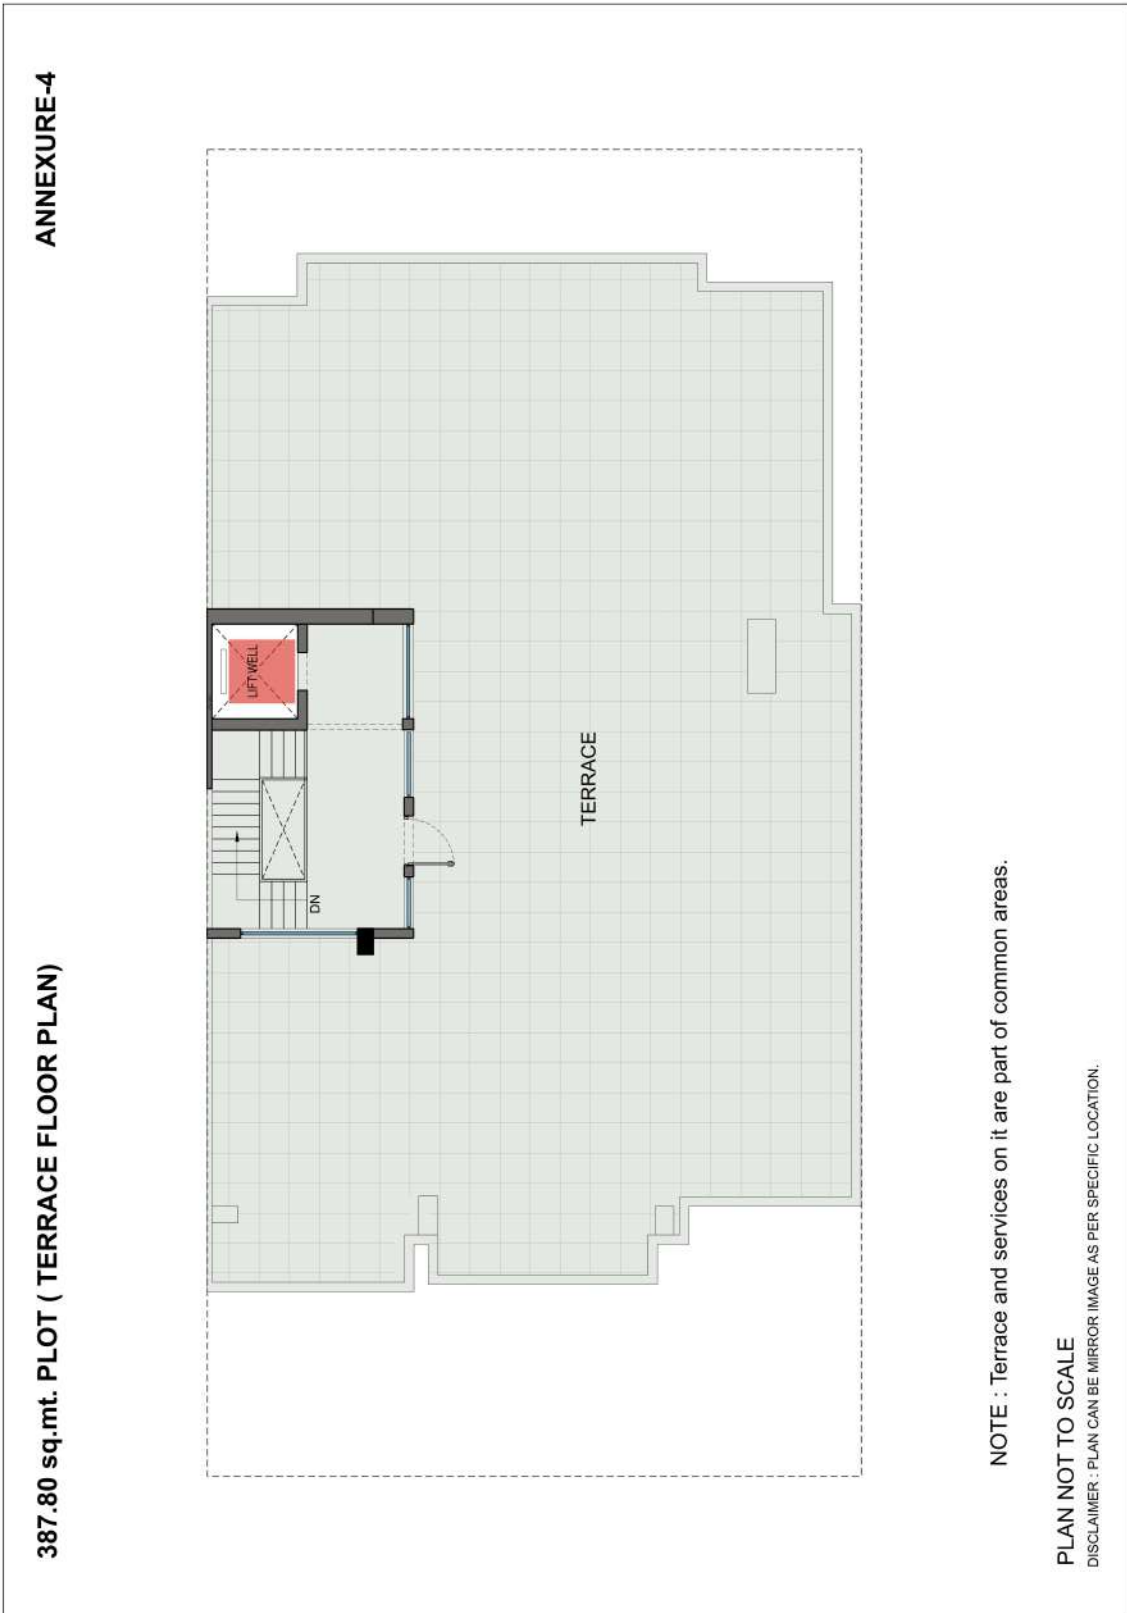 387.80 sq.mt. PLOT ( TERRACE FLOOR PLAN)
ANNEXURE-4
LIFT WELL
DN
TERRACE
NOTE : Terrace and services on it are part of common areas.
PLAN NOT TO SCALE
DISCLAIMER : PLAN CAN BE MIRROR IMAGE AS PER SPECIFIC LOCATION.